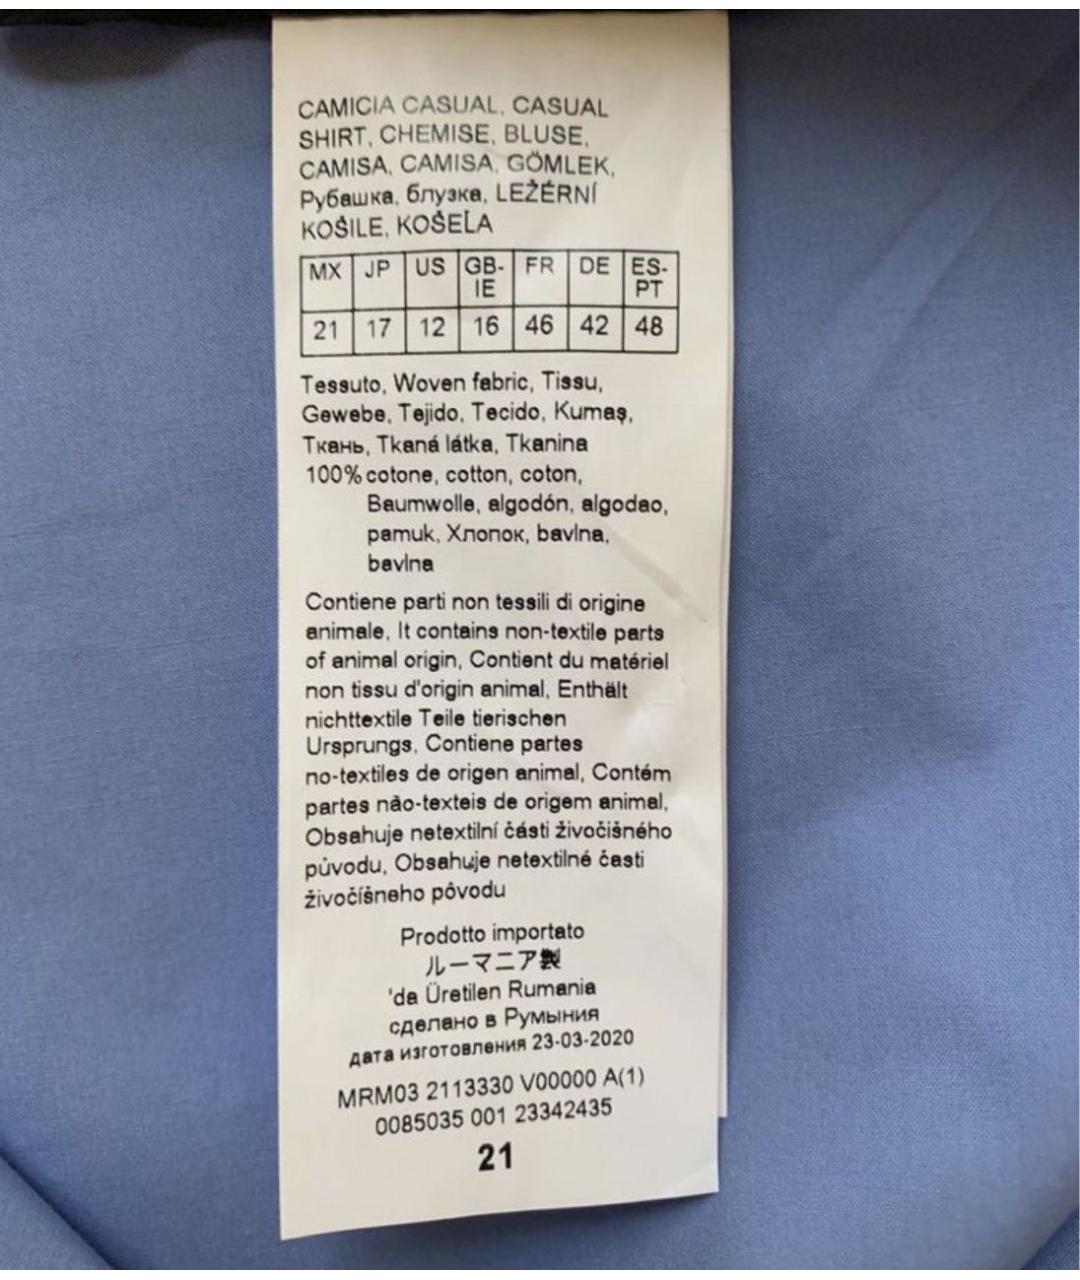 CAMICIA CASUAL, CASUAL
SHIRT, CHEMISE, BLUSE,
CAMISA, CAMISA, GÖMLEK,
Рубашка, блузка, LEŽÉRNÍ
KOŠILE, KOŠEĽA
MX JP US GB-IE FR DE ES-PT
21 17 12 16 46 42 48
Tessuto, Woven fabric, Tissu,
Gewebe, Tejido, Tecido, Kumaş,
Ткань, Tkaná látka, Tkanina
100% cotone, cotton, coton,
Baumwolle, algodón, algodao,
pamuk, Хлопок, bavlna,
bavlna
Contiene parti non tessili di origine
animale, It contains non-textile parts
of animal origin, Contient du matériel
non tissu d'origin animal, Enthält
nichttextile Teile tierischen
Ursprungs, Contiene partes
no-textiles de origen animal, Contém
partes não-texteis de origem animal,
Obsahuje netextilní části živočišného
původu, Obsahuje netextilné časti
živočíšneho pôvodu
Prodotto importato
ルーマニア製
'da Üretilen Rumania
сделано в Румыния
дата изготовления 23-03-2020
MRM03 2113330 V00000 A(1)
0085035 001 23342435
21